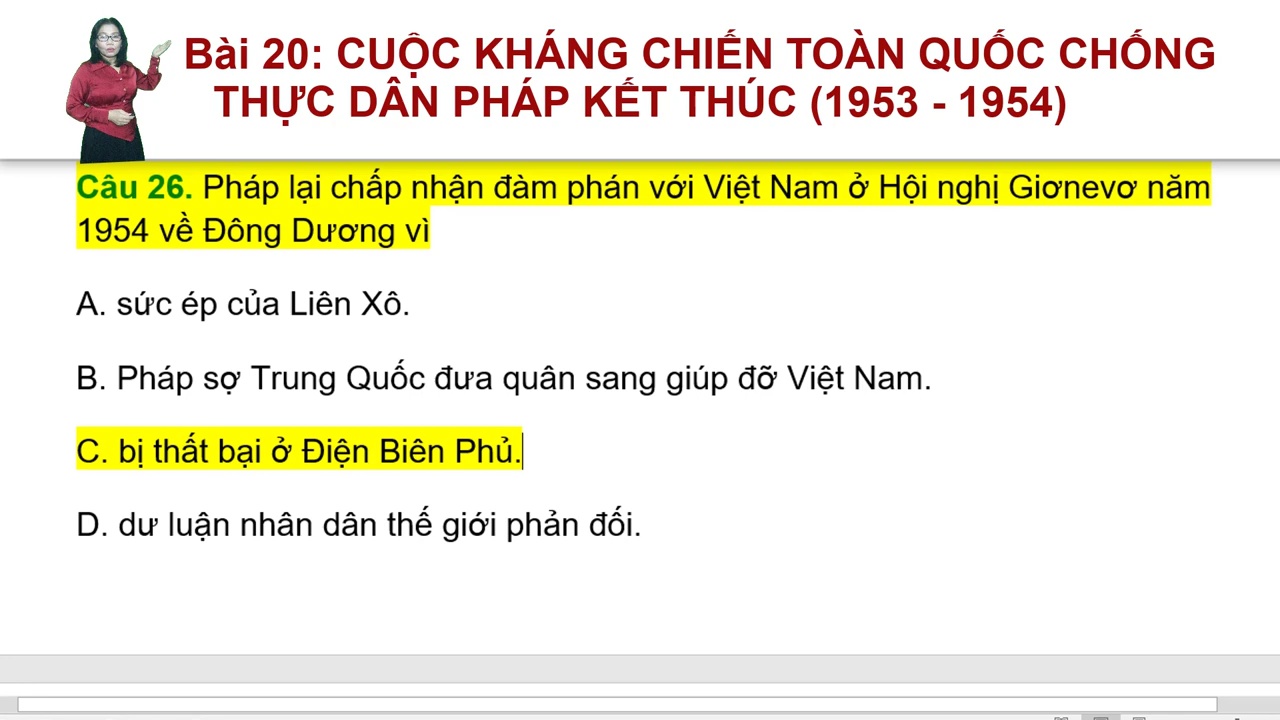 Bài 20: CUỘC KHÁNG CHIẾN TOÀN QUỐC CHỐNG
THỰC DÂN PHÁP KẾT THÚC (1953 - 1954)
Câu 26. Pháp lại chấp nhận đàm phán với Việt Nam ở Hội nghị Giơnevơ năm
1954 về Đông Dương vì
A. sức ép của Liên Xô.
B. Pháp sợ Trung Quốc đưa quân sang giúp đỡ Việt Nam.
C. bị thất bại ở Điện Biên Phủ.
D. dư luận nhân dân thế giới phản đối.